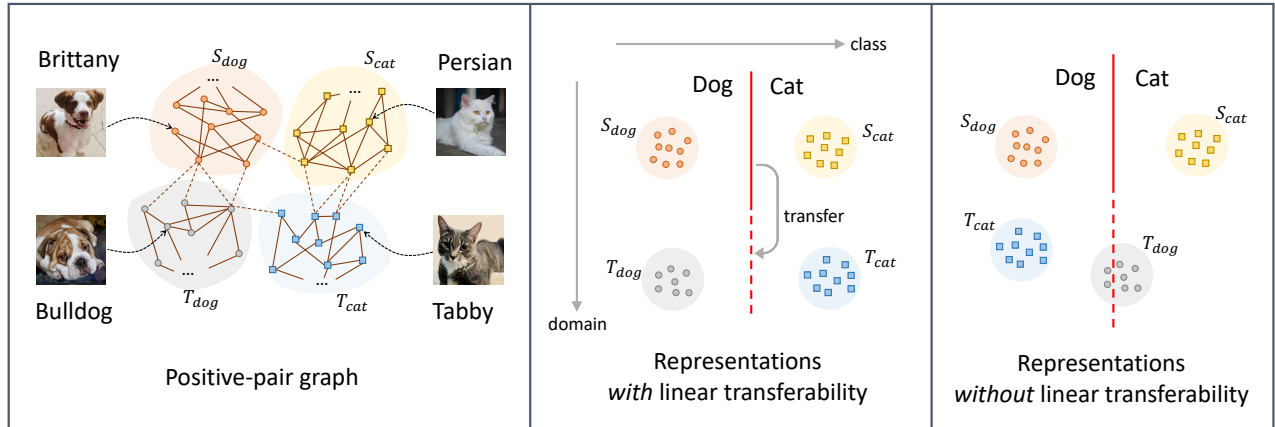 Brittany
S_dog
S_cat
Persian
...
...
Bulldog
...
T_dog
...
T_cat
Tabby
Positive-pair graph
class
Dog
Cat
S_dog
S_cat
transfer
T_dog
T_cat
domain
Representations
with linear transferability
Dog
Cat
S_dog
S_cat
T_cat
T_dog
Representations
without linear transferability